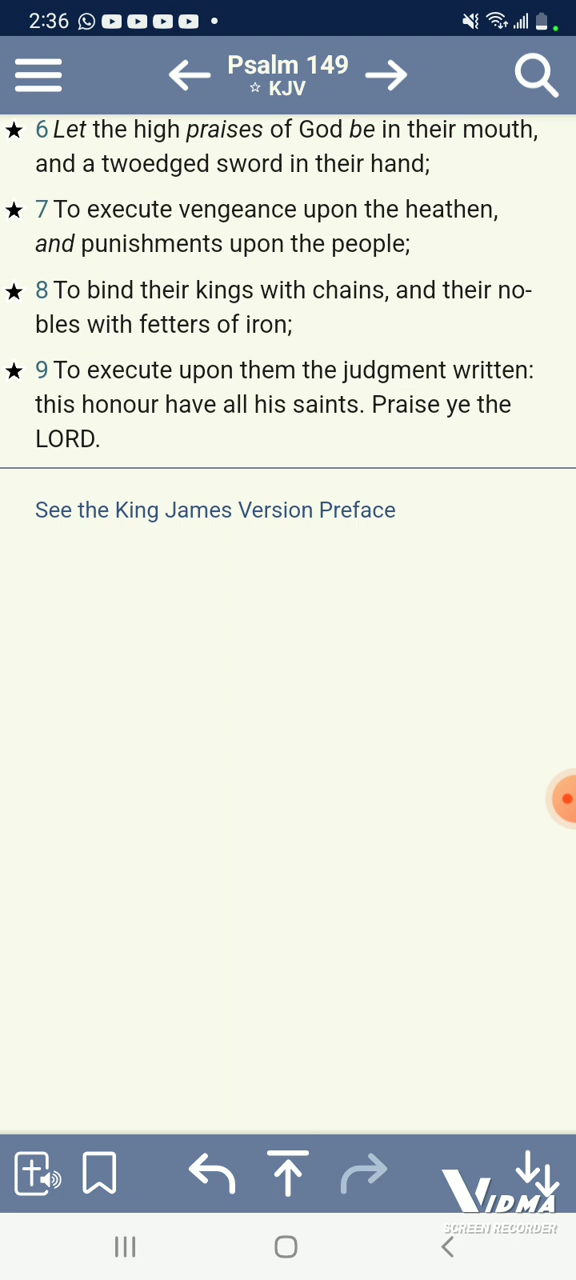 2:36
Psalm 149
☆ KJV
★ 6 Let the high praises of God be in their mouth,
and a twoedged sword in their hand;
★ 7 To execute vengeance upon the heathen,
and punishments upon the people;
★ 8 To bind their kings with chains, and their no-
bles with fetters of iron;
★ 9 To execute upon them the judgment written:
this honour have all his saints. Praise ye the
LORD.
See the King James Version Preface
VIDMA
SCREEN RECORDER